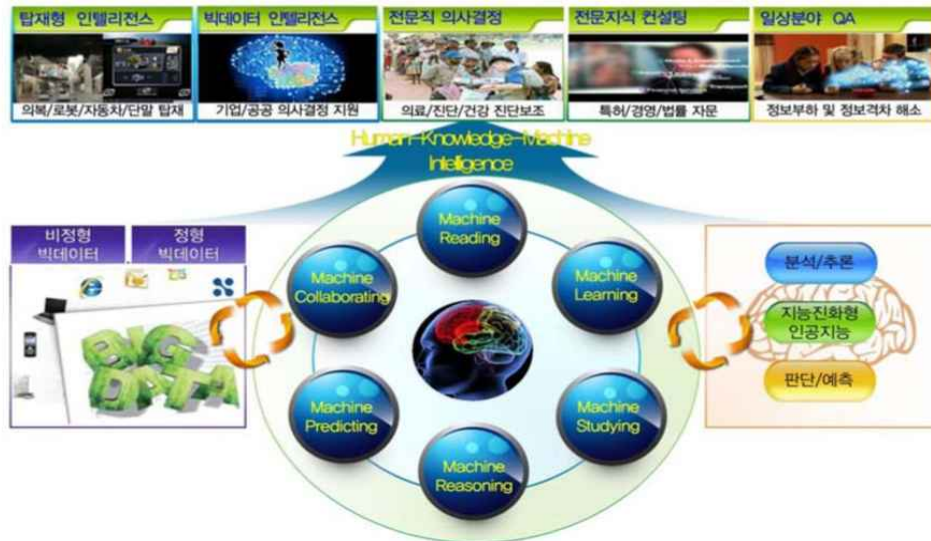 탑재형 인텔리전스
빅데이터 인텔리전스
전문직 의사결정
전문지식 컨설팅
일상분야 QA
의복/로봇/자동차/단말 탑재
기업/공공 의사결정 지원
의료/진단/건강 진단보조
특허/경영/법률 자문
정보부하 및 정보격차 해소
Human-Knowledge-Machine
Intelligence
비정형
빅데이터
정형
빅데이터
BIG
DATA
Machine
Reading
Machine
Learning
Machine
Studying
Machine
Reasoning
Machine
Predicting
Machine
Collaborating
분석/추론
지능진화형
인공지능
판단/예측